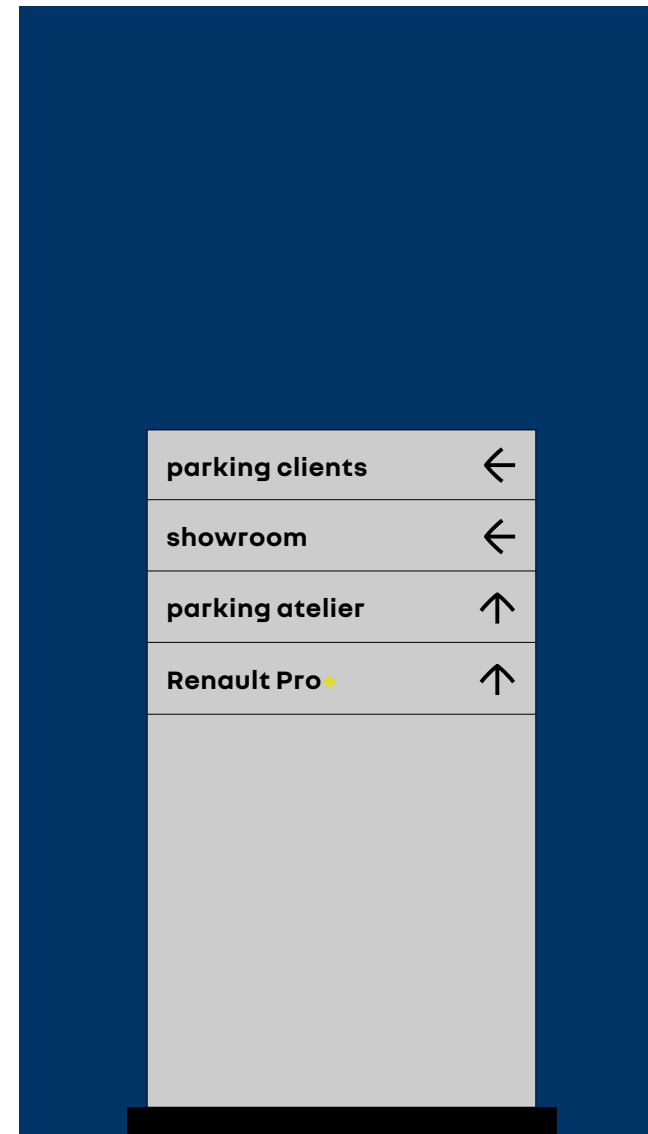 parking clients ←
showroom ←
parking atelier ↑
Renault Pro+ ↑